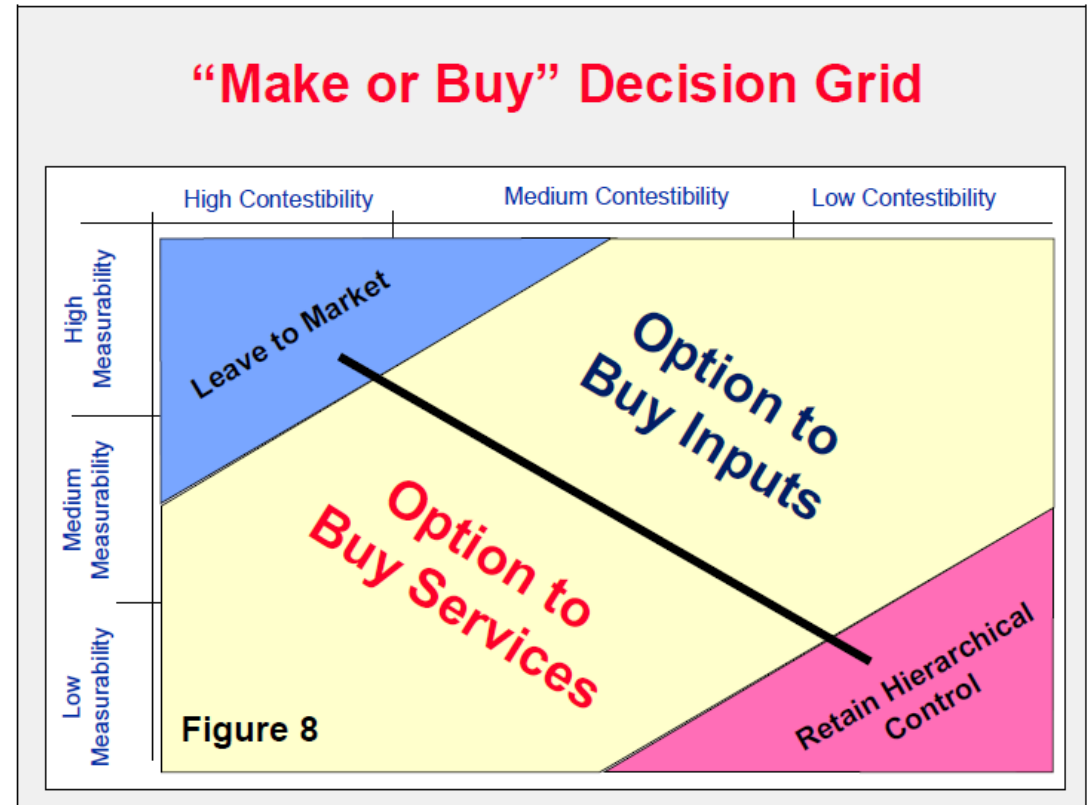 “Make or Buy” Decision Grid
High Contestibility Medium Contestibility Low Contestibility
High
Measurability
Medium
Measurability
Low
Measurability
Leave to Market
Option to
Buy Inputs
Option to
Buy Services
Retain Hierarchical
Control
Figure 8